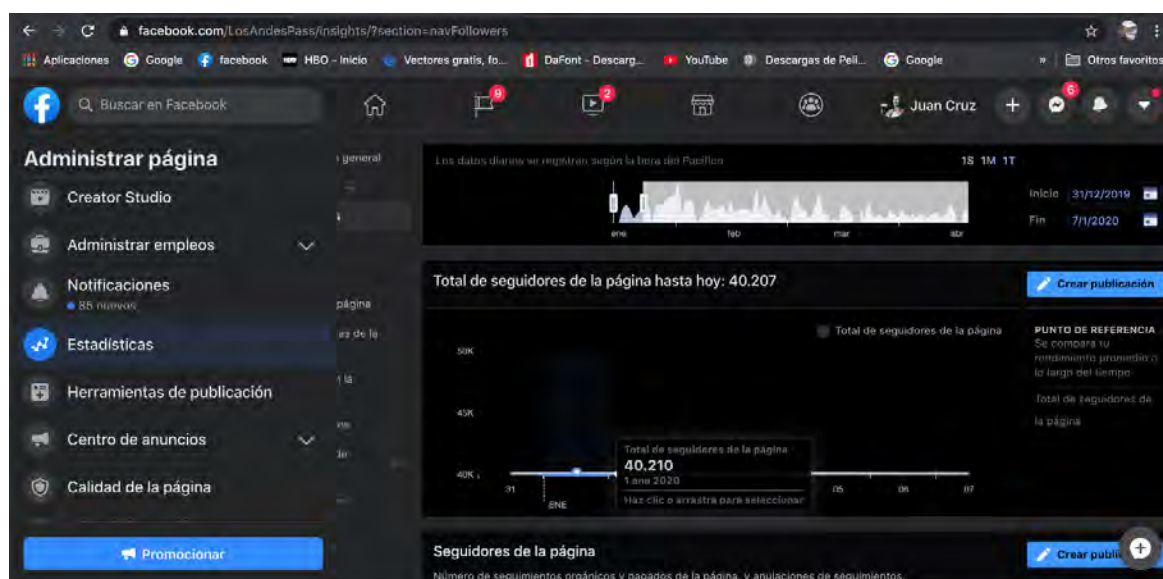 facebook.com/LosAndesPass/insights/?section=navFollowers
Aplicaciones Google facebook HBO - Inicio Vectores gratis, fo... DaFont - Descarg... YouTube Descargas de Peli... Google » Otros favoritos
Buscar en Facebook 9 2 Juan Cruz 6
Administrar página
Creator Studio
Administrar empleos
Notificaciones
85 nuevos
Estadísticas
Herramientas de publicación
Centro de anuncios
Calidad de la página
Promocionar
general
página
as de la
Los datos diarios se registran según la hora del Pacífico. 1S 1M 1T
Inicio 31/12/2019
Fin 7/1/2020
ene feb mar abr
Total de seguidores de la página hasta hoy: 40.207
Crear publicación
Total de seguidores de la página
PUNTO DE REFERENCIA
Se compara tu
rendimiento promedio a
lo largo del tiempo.
Total de seguidores de
la página
50K
45K
40K
31 05 06 07
ENE
Total de seguidores de la página
40.210
1 ene 2020
Haz clic o arrastra para seleccionar
Seguidores de la página
Crear publi
Número de seguimientos orgánicos y pagados de la página, y anulaciones de seguimientos.